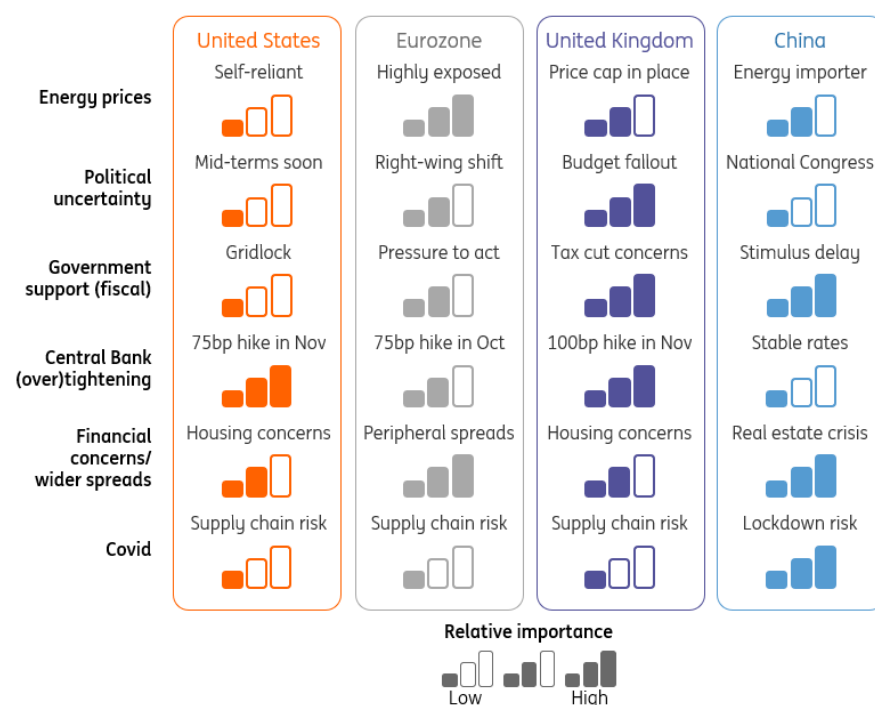 United States Eurozone United Kingdom China
Self-reliant Highly exposed Price cap in place Energy importer
Energy prices
Mid-terms soon Right-wing shift Budget fallout National Congress
Political
uncertainty
Gridlock Pressure to act Tax cut concerns Stimulus delay
Government
support (fiscal)
75bp hike in Nov 75bp hike in Oct 100bp hike in Nov Stable rates
Central Bank
(over)tightening
Housing concerns Peripheral spreads Housing concerns Real estate crisis
Financial
concerns/
wider spreads
Supply chain risk Supply chain risk Supply chain risk Lockdown risk
Covid
Relative importance
Low High